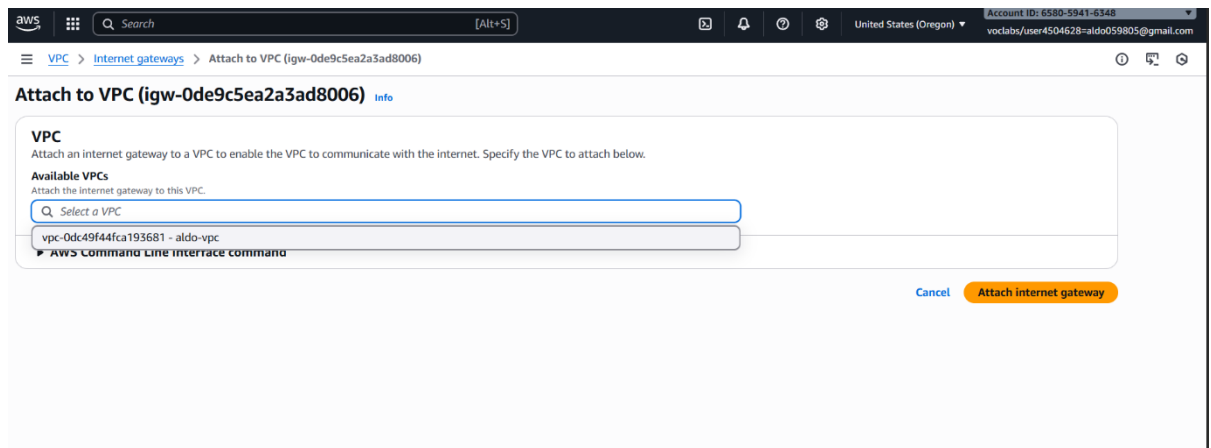 aws
Search
[Alt+S]
United States (Oregon)
Account ID: 6580-5941-6348
voclabs/user4504628=aldo059805@gmail.com
VPC > Internet gateways > Attach to VPC (igw-0de9c5ea2a3ad8006)
Attach to VPC (igw-0de9c5ea2a3ad8006) Info
VPC
Attach an internet gateway to a VPC to enable the VPC to communicate with the internet. Specify the VPC to attach below.
Available VPCs
Attach the internet gateway to this VPC.
Select a VPC
vpc-0dc49f44fca193681 - aldo-vpc
AWS Command Line Interface command
Cancel
Attach internet gateway